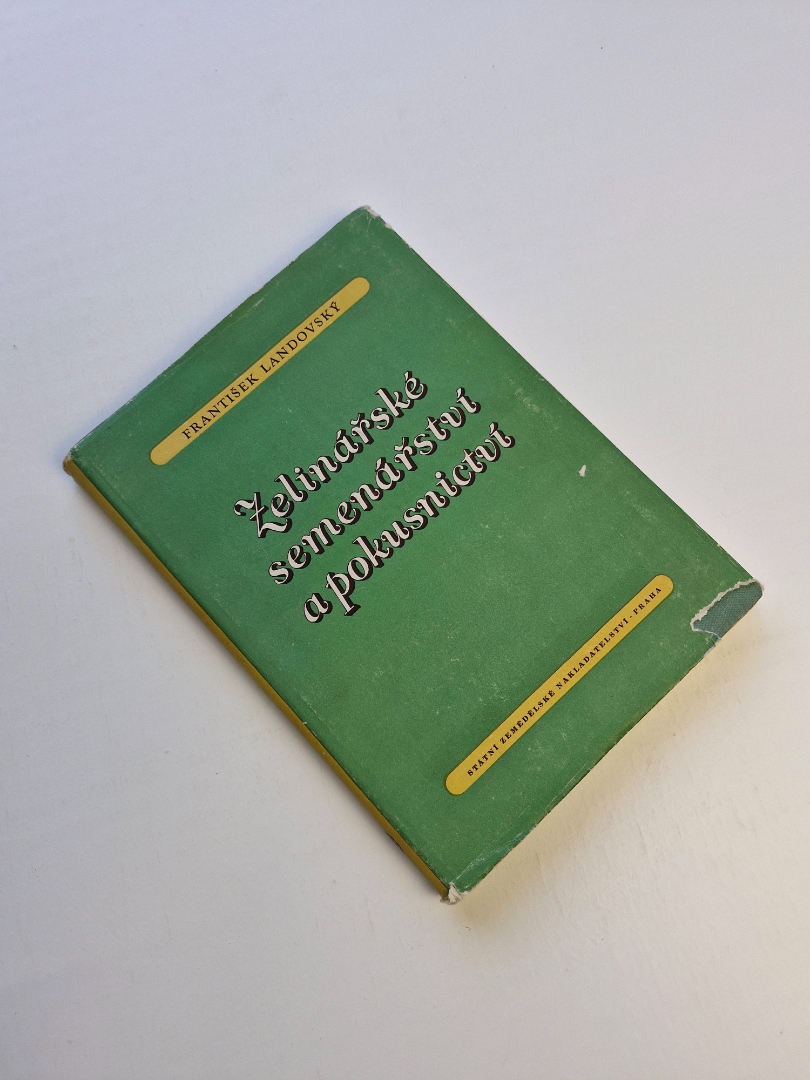 FRANTIŠEK LANDOVSKÝ
Zelinářské
semenářství
a pokusnictví
STÁTNÍ ZEMĚDĚLSKÉ NAKLADATELSTVÍ - PRAHA